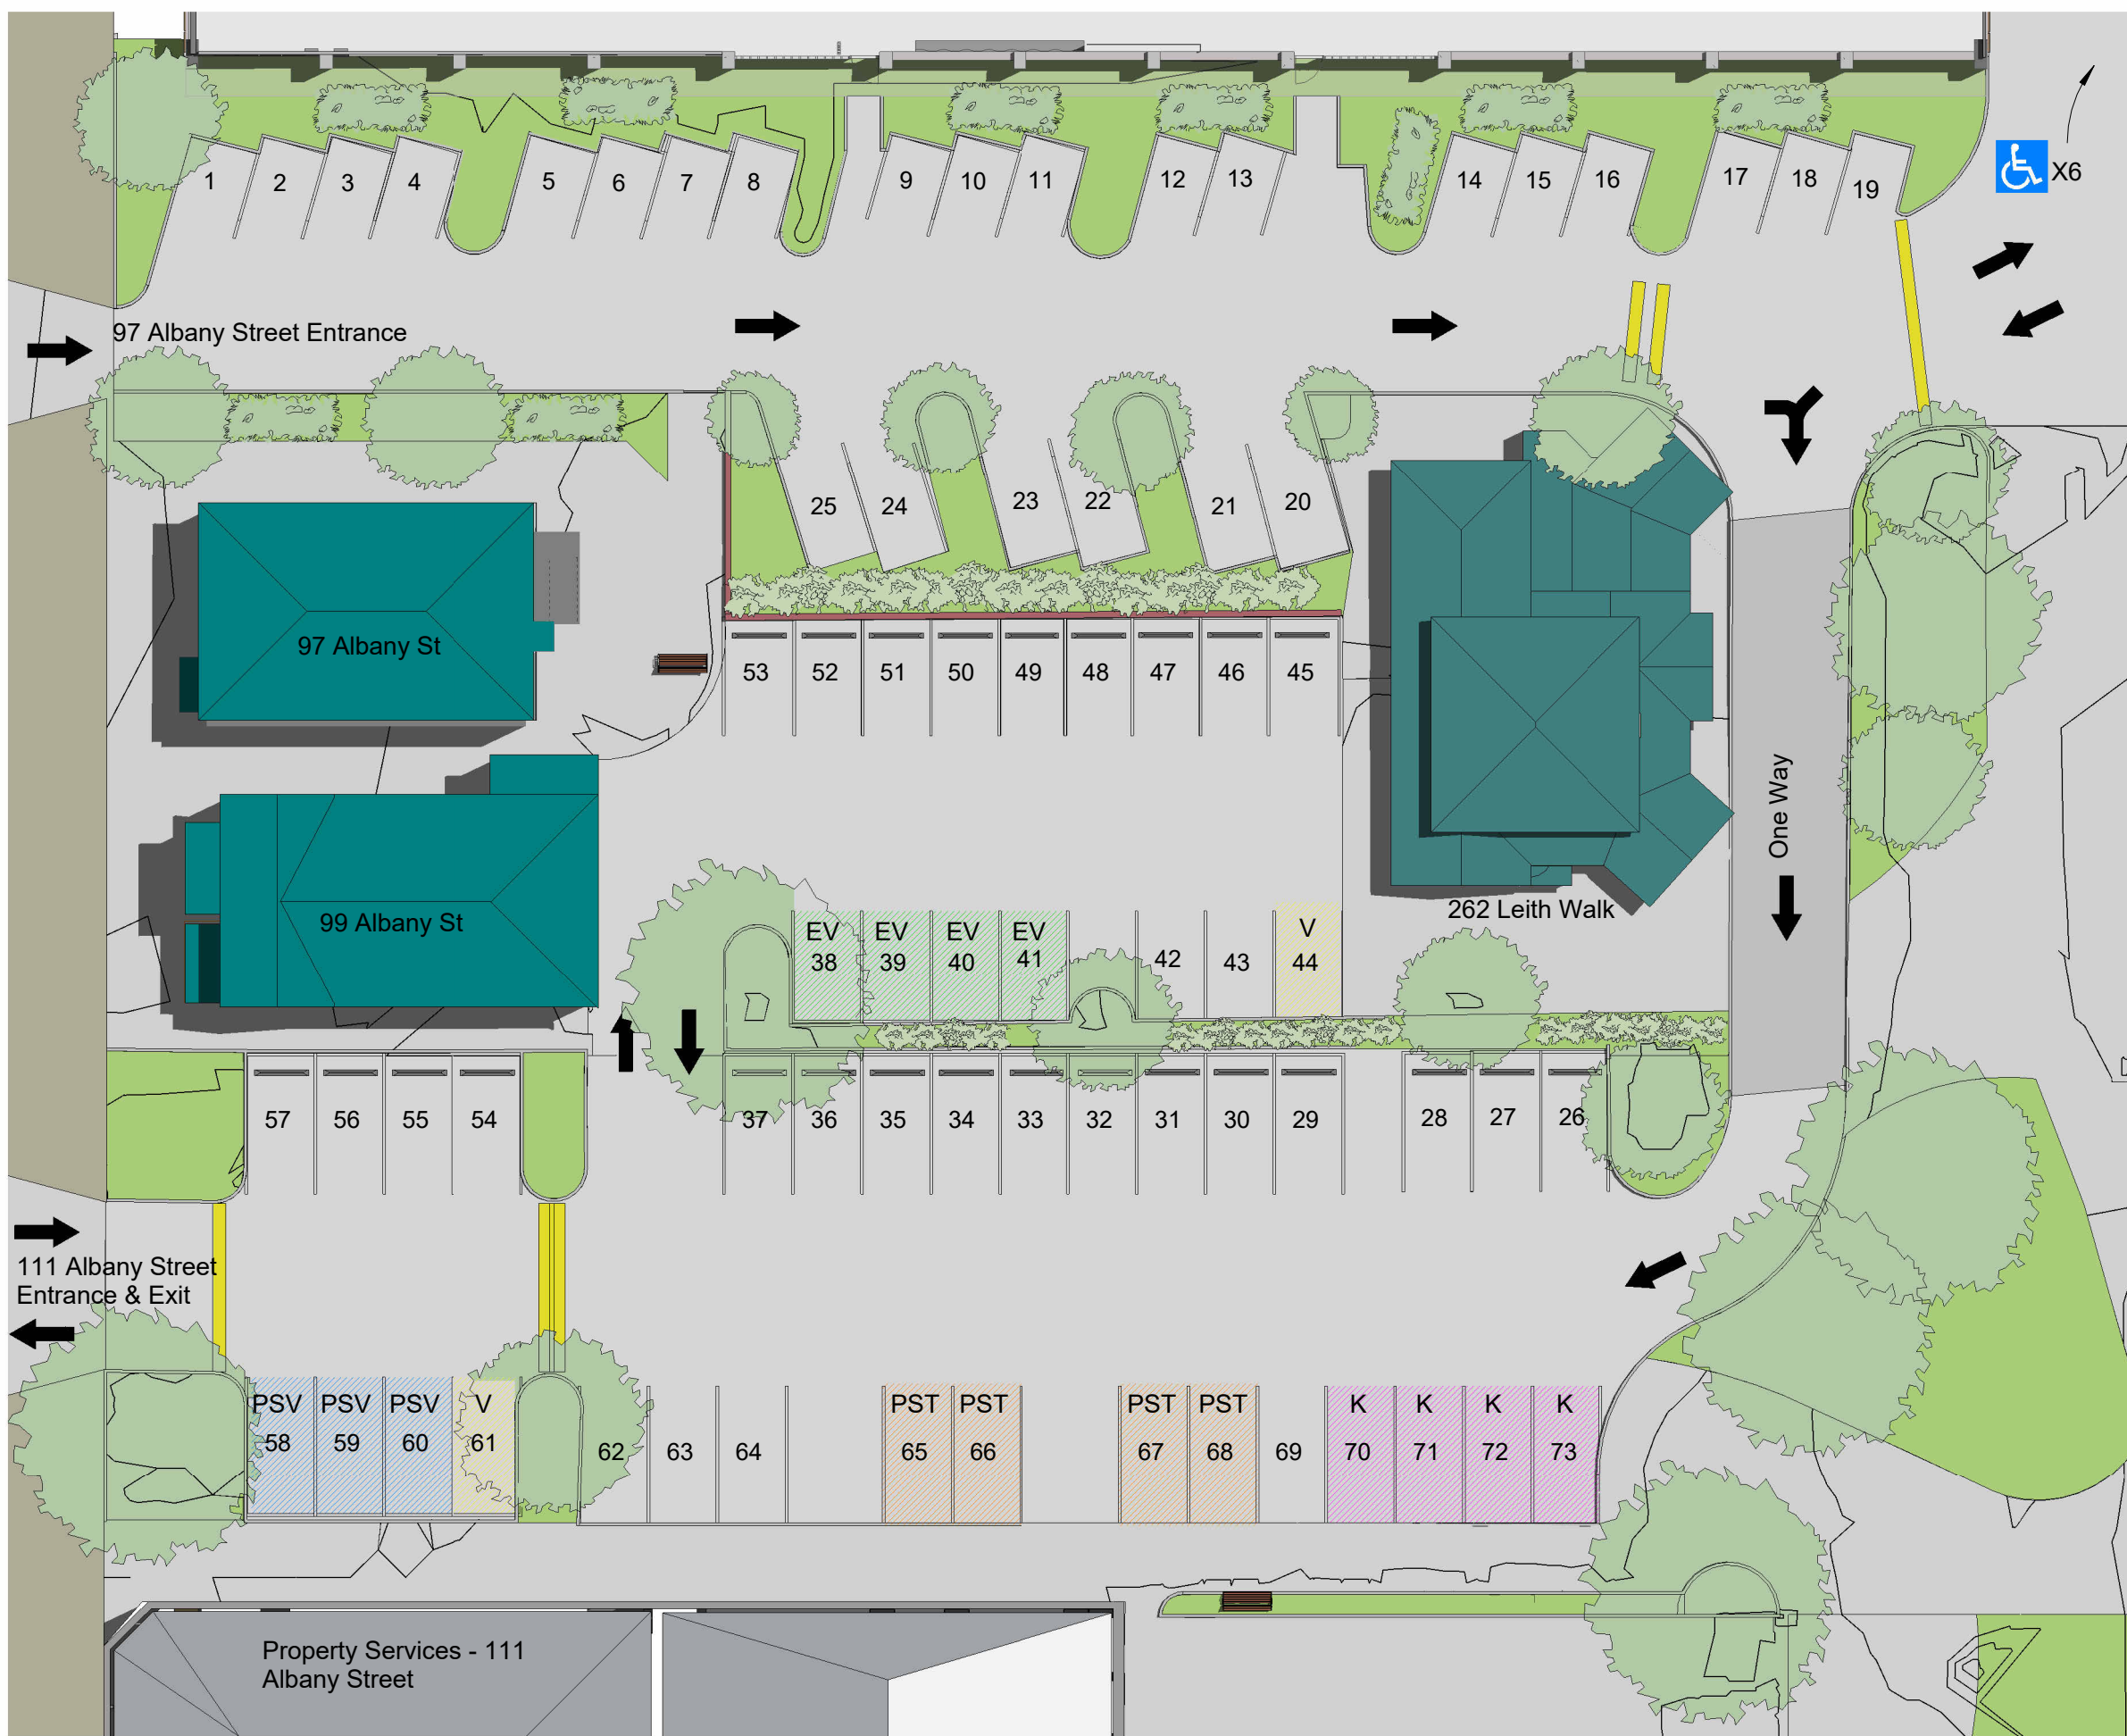 1 2 3 4 5 6 7 8 9 10 11 12 13 14 15 16 17 18 19
X6
97 Albany Street Entrance
25 24 23 22 21 20
97 Albany St
53 52 51 50 49 48 47 46 45
One Way
99 Albany St
262 Leith Walk
EV EV EV EV V
38 39 40 41 42 43 44
57 56 55 54 37 36 35 34 33 32 31 30 29 28 27 26
111 Albany Street
Entrance & Exit
PSV PSV PSV V PST PST PST PST K K K K
58 59 60 61 62 63 64 65 66 67 68 69 70 71 72 73
Property Services - 111
Albany Street